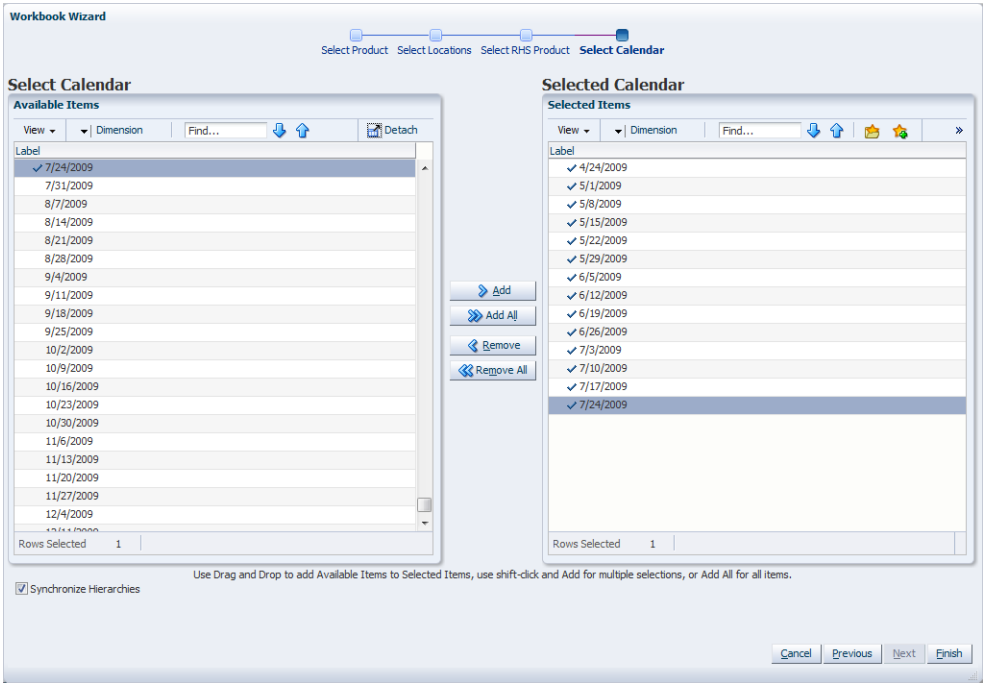 Workbook Wizard
Select Product Select Locations Select RHS Product Select Calendar
Select Calendar
Available Items
View Dimension Find... Detach
Label
7/24/2009
7/31/2009
8/7/2009
8/14/2009
8/21/2009
8/28/2009
9/4/2009
9/11/2009
9/18/2009
9/25/2009
10/2/2009
10/9/2009
10/16/2009
10/23/2009
10/30/2009
11/6/2009
11/13/2009
11/20/2009
11/27/2009
12/4/2009
12/11/2009
Rows Selected 1
Add
Add All
Remove
Remove All
Selected Calendar
Selected Items
View Dimension Find... »
Label
4/24/2009
5/1/2009
5/8/2009
5/15/2009
5/22/2009
5/29/2009
6/5/2009
6/12/2009
6/19/2009
6/26/2009
7/3/2009
7/10/2009
7/17/2009
7/24/2009
Rows Selected 1
Use Drag and Drop to add Available Items to Selected Items, use shift-click and Add for multiple selections, or Add All for all items.
Synchronize Hierarchies
Cancel Previous Next Finish